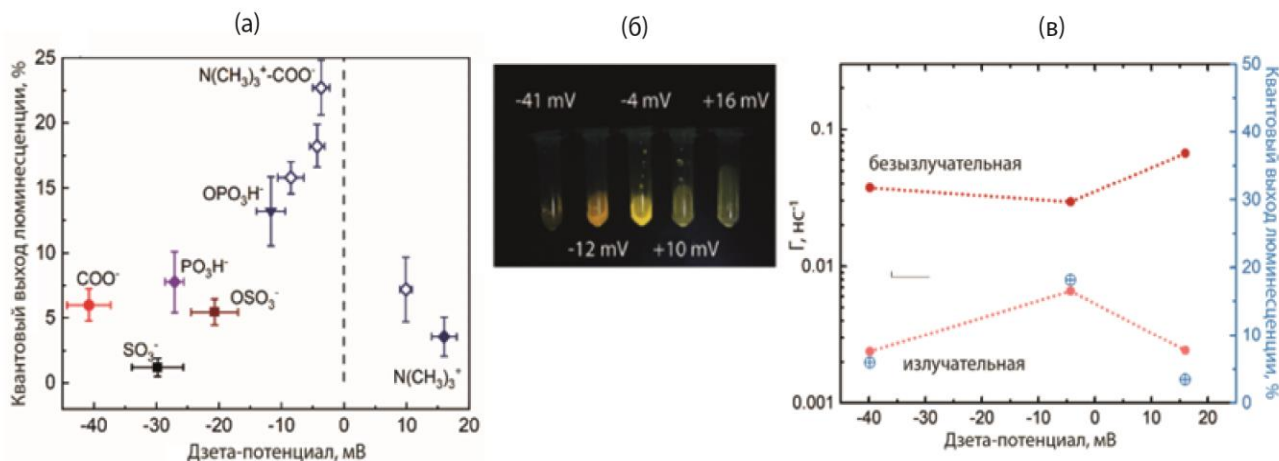 (а)
Квантовый выход люминесценции, %
25
20
15
10
5
0
N(CH₃)₃⁺-COO⁻
OPO₃H⁻
COO⁻
PO₃H⁻
OSO₃⁻
SO₃⁻
N(CH₃)₃⁺
-40 -30 -20 -10 0 10 20
Дзета-потенциал, мВ
(б)
-41 mV -4 mV +16 mV
-12 mV +10 mV
(в)
Г, нс⁻¹
0.1
0.01
0.001
безызлучательная
излучательная
50
40
30
20
10
0
Квантовый выход люминесценции, %
-40 -30 -20 -10 0 10 20
Дзета-потенциал, мВ